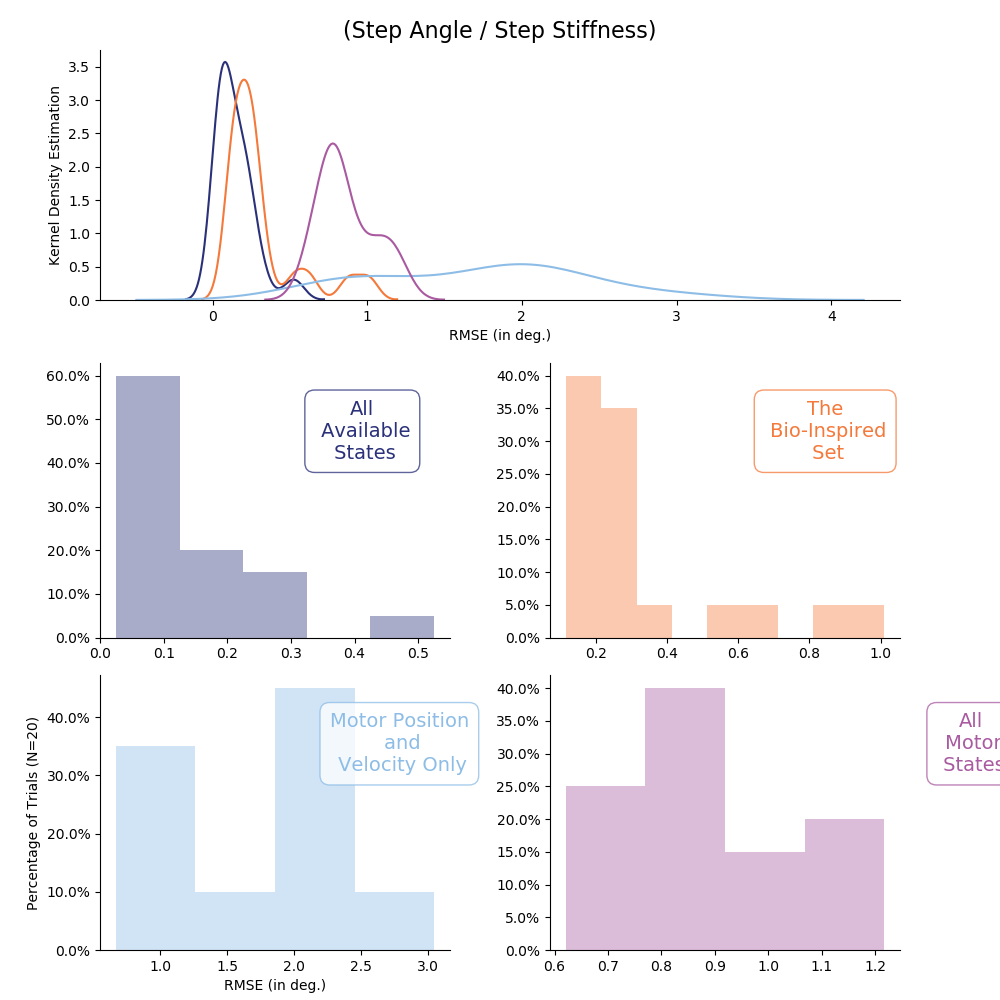 (Step Angle / Step Stiffness)
Kernel Density Estimation
3.5
3.0
2.5
2.0
1.5
1.0
0.5
0.0
0 1 2 3 4
RMSE (in deg.)
60.0%
50.0%
40.0%
30.0%
20.0%
10.0%
0.0%
0.0 0.1 0.2 0.3 0.4 0.5
All
Available
States
40.0%
35.0%
30.0%
25.0%
20.0%
15.0%
10.0%
5.0%
0.0%
0.2 0.4 0.6 0.8 1.0
The
Bio-Inspired
Set
Percentage of Trials (N=20)
40.0%
30.0%
20.0%
10.0%
0.0%
1.0 1.5 2.0 2.5 3.0
RMSE (in deg.)
Motor Position
and
Velocity Only
40.0%
35.0%
30.0%
25.0%
20.0%
15.0%
10.0%
5.0%
0.0%
0.6 0.7 0.8 0.9 1.0 1.1 1.2
All
Motor
States